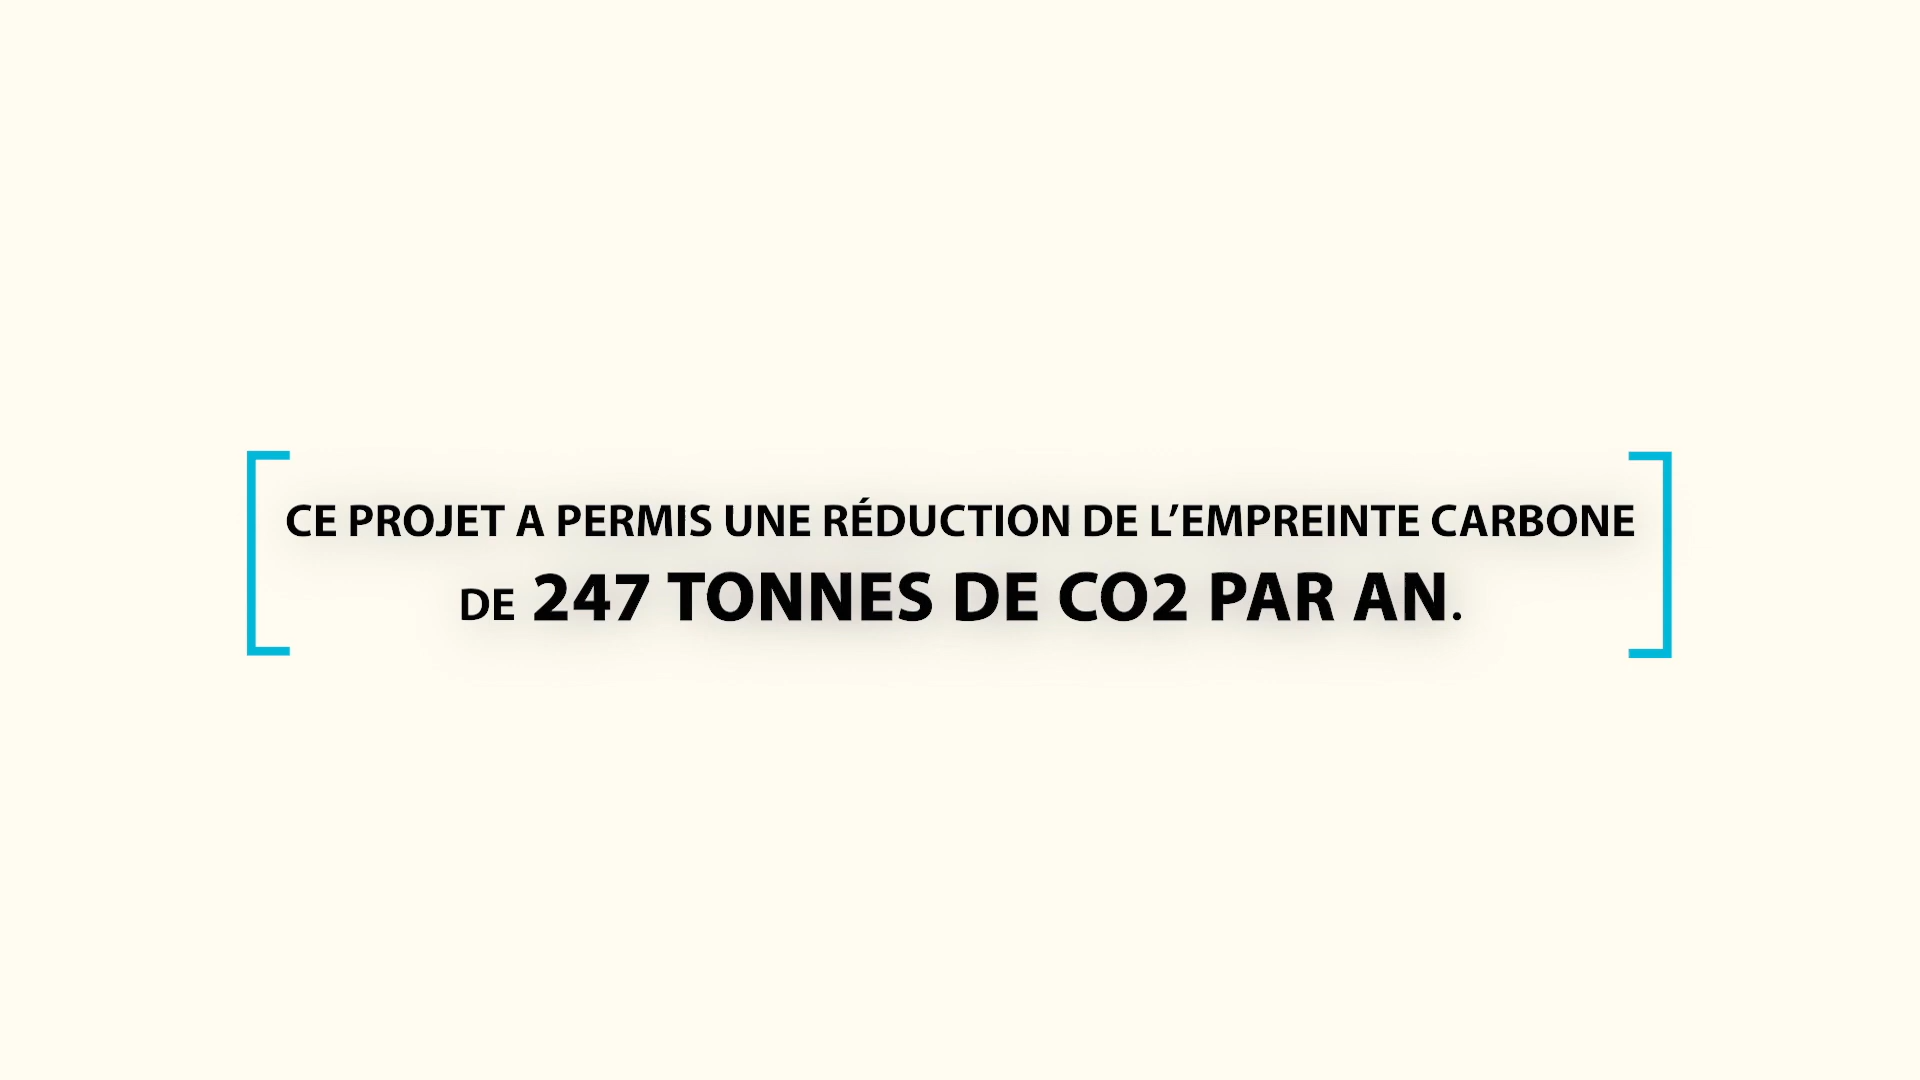 CE PROJET A PERMIS UNE RÉDUCTION DE L’EMPREINTE CARBONE
DE 247 TONNES DE CO2 PAR AN.